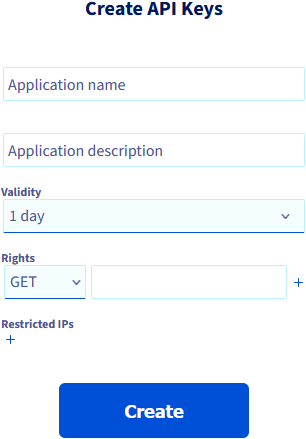 Create API Keys
Application name
Application description
Validity
1 day
Rights
GET
+
Restricted IPs
+
Create